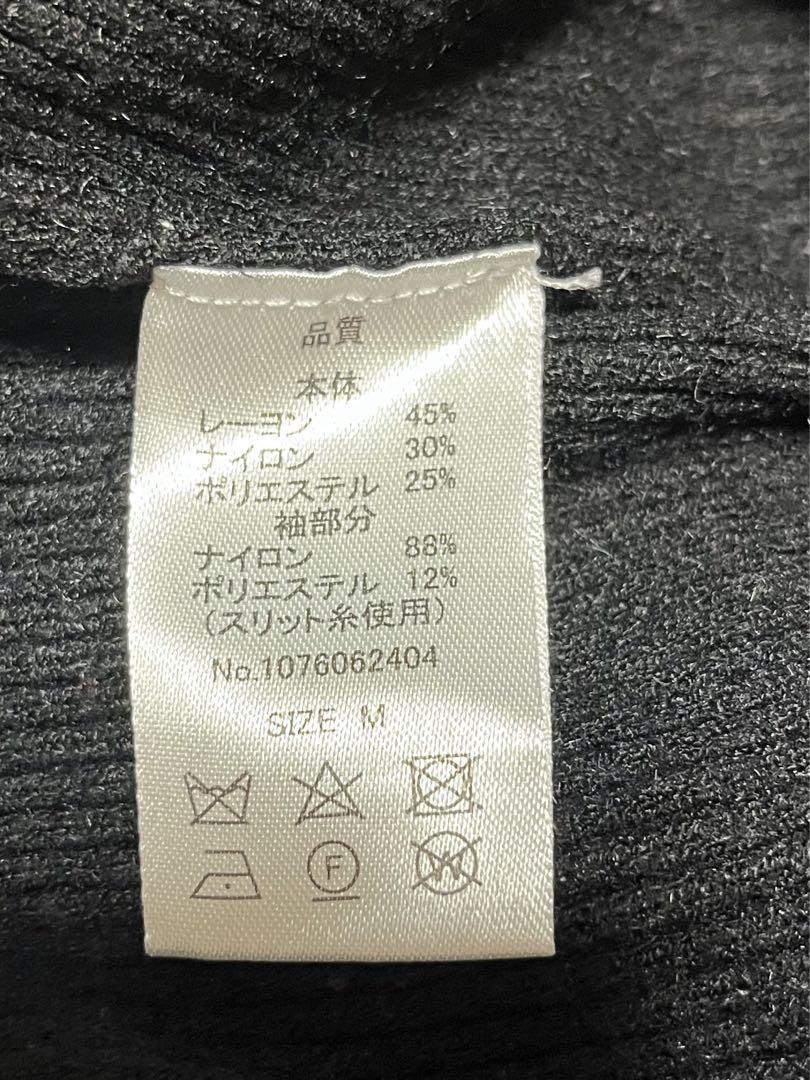 品質
本体
レーヨン 45%
ナイロン 30%
ポリエステル 25%
袖部分
ナイロン 88%
ポリエステル 12%
(スリット糸使用)
No.1076062404
SIZE M
F W